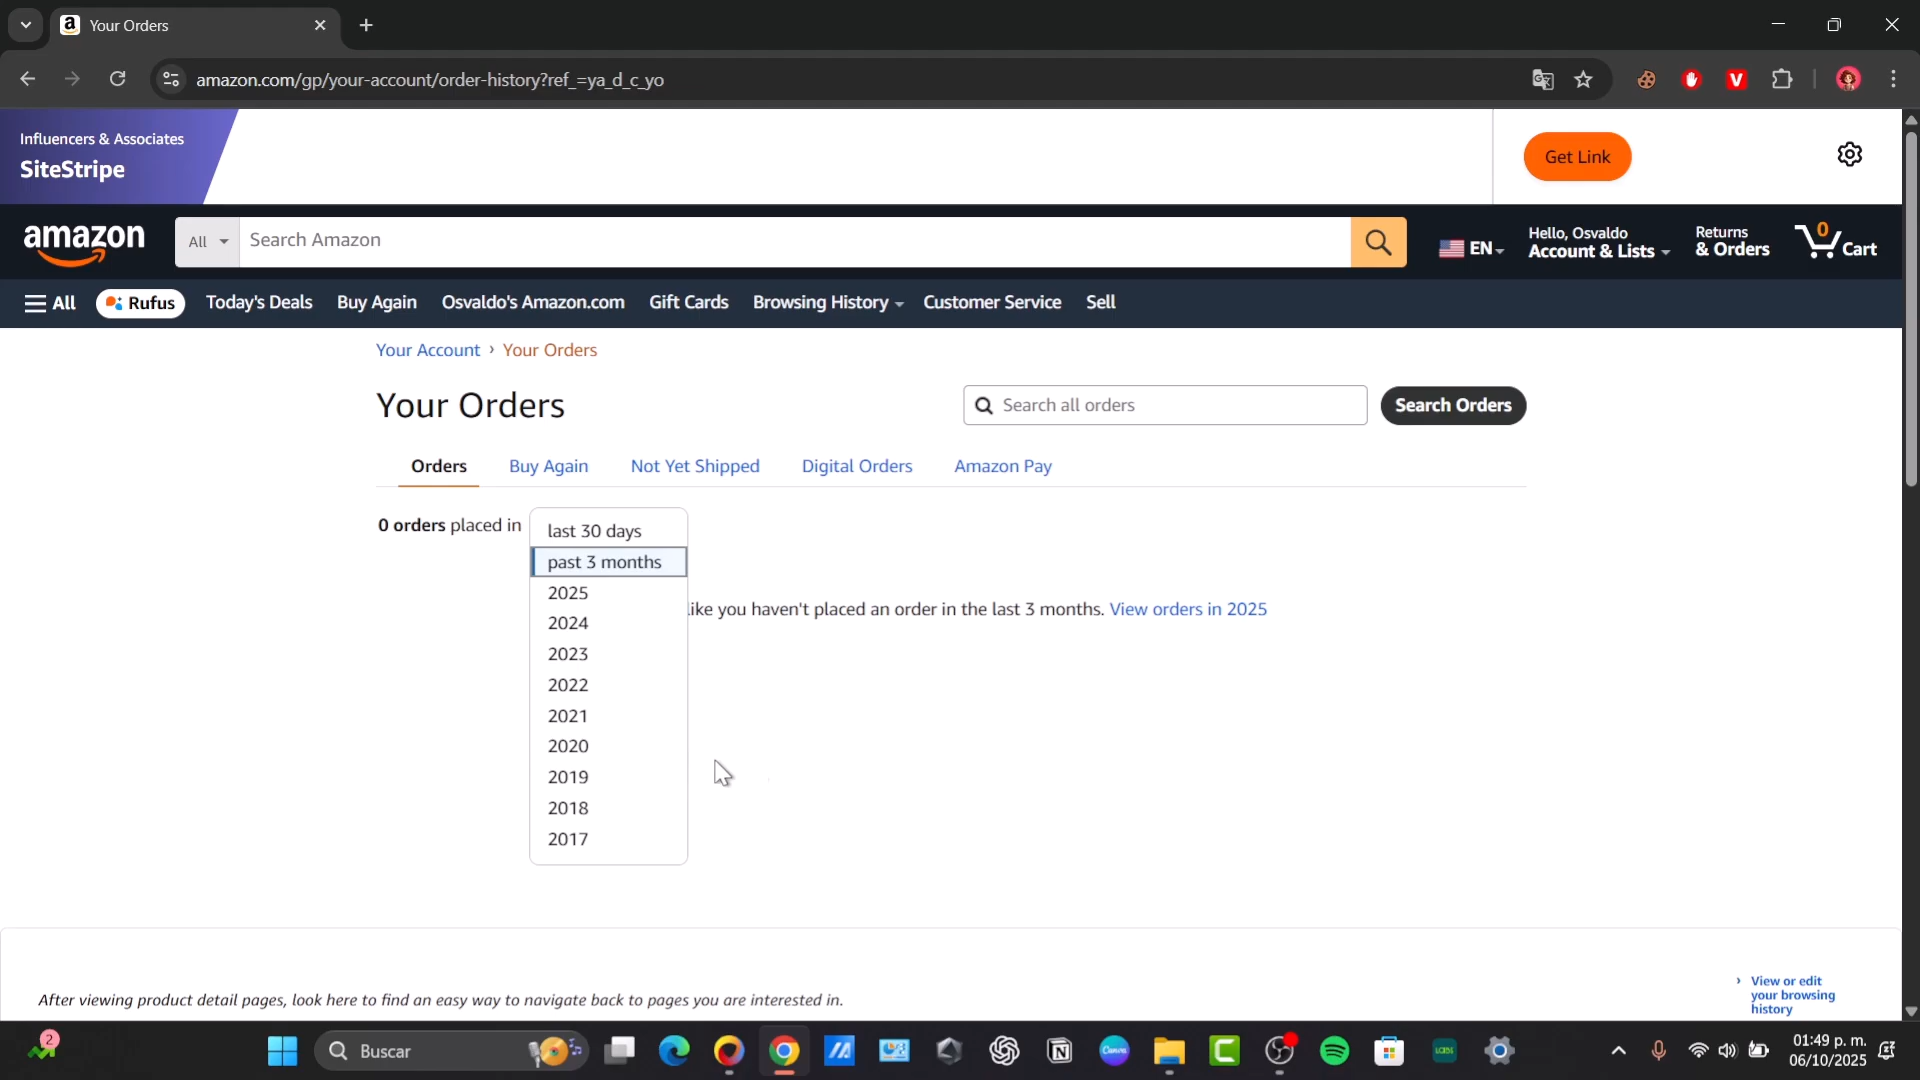 Your Orders
amazon.com/gp/your-account/order-history?ref_=ya_d_c_yo
Influencers & Associates
SiteStripe
Get Link
amazon
All
Search Amazon
EN
Hello, Osvaldo
Account & Lists
Returns
& Orders
0
Cart
All
Rufus
Today's Deals
Buy Again
Osvaldo's Amazon.com
Gift Cards
Browsing History
Customer Service
Sell
Your Account › Your Orders
Your Orders
Search all orders
Search Orders
Orders
Buy Again
Not Yet Shipped
Digital Orders
Amazon Pay
0 orders placed in
last 30 days
past 3 months
2025
2024
2023
2022
2021
2020
2019
2018
2017
like you haven't placed an order in the last 3 months. View orders in 2025
After viewing product detail pages, look here to find an easy way to navigate back to pages you are interested in.
› View or edit
your browsing
history
2
Buscar
Canva
LABS
01:49 p. m.
06/10/2025